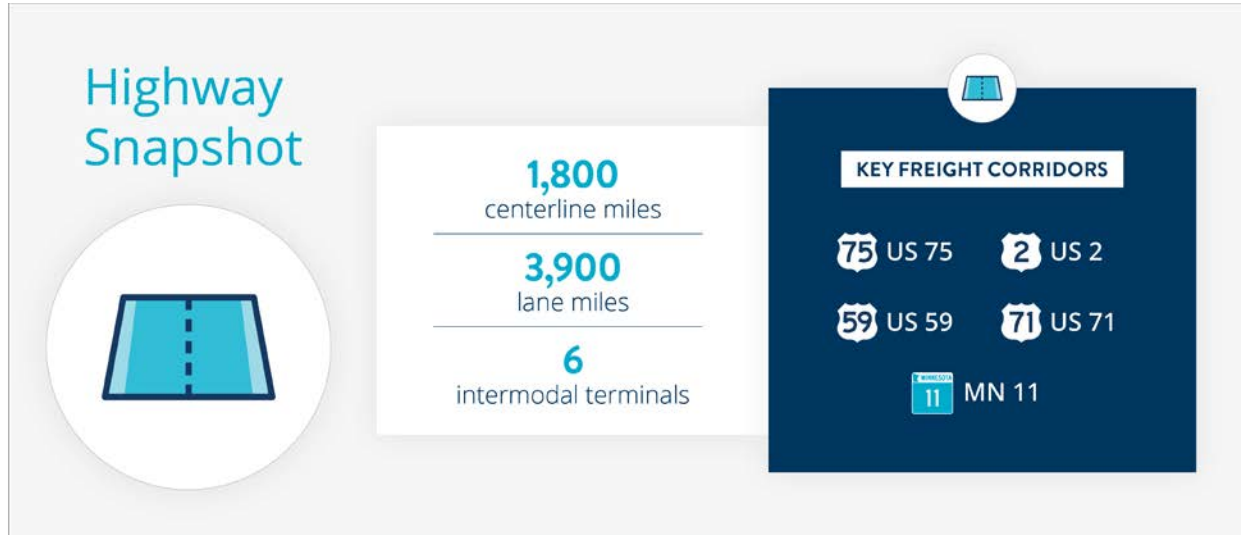 Highway
Snapshot
1,800
centerline miles
3,900
lane miles
6
intermodal terminals
KEY FREIGHT CORRIDORS
75 US 75
2 US 2
59 US 59
71 US 71
MINNESOTA
11 MN 11